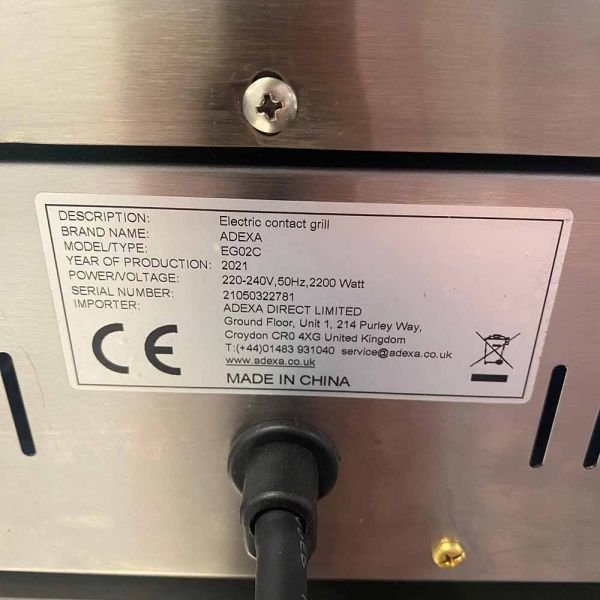 DESCRIPTION: Electric contact grill
BRAND NAME: ADEXA
MODEL/TYPE: EG02C
YEAR OF PRODUCTION: 2021
POWER/VOLTAGE: 220-240V,50Hz,2200 Watt
SERIAL NUMBER: 21050322781
IMPORTER: ADEXA DIRECT LIMITED
Ground Floor, Unit 1, 214 Purley Way,
Croydon CR0 4XG United Kingdom
T:(+44)01483 931040 service@adexa.co.uk
www.adexa.co.uk
CE
MADE IN CHINA